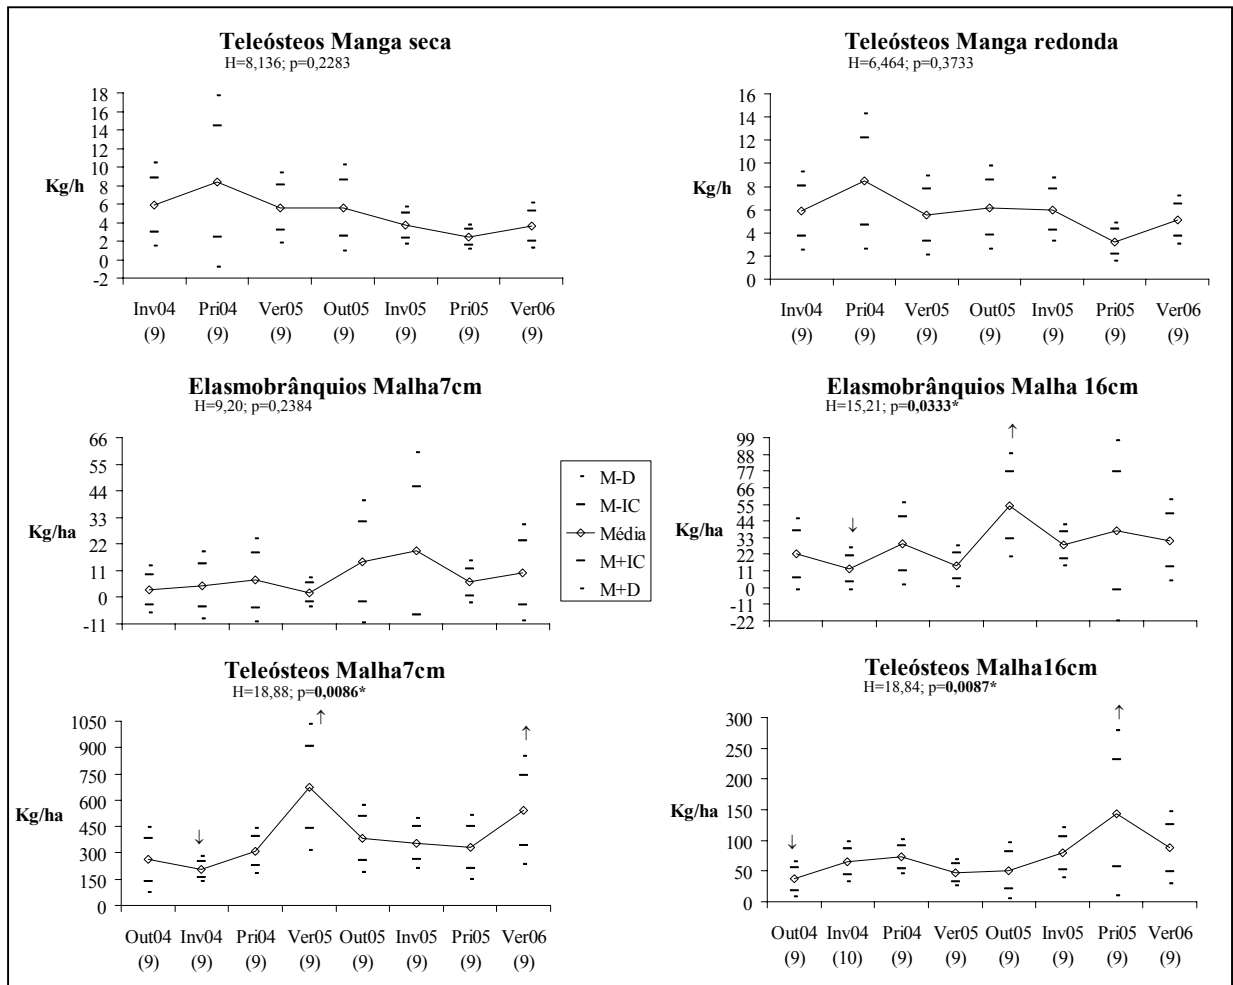 Teleósteos Manga seca
H=8,136; p=0,2283
18
16
14
12
10
8
6
4
2
0
-2
Kg/h
Inv04 Pri04 Ver05 Out05 Inv05 Pri05 Ver06
(9) (9) (9) (9) (9) (9) (9)
Teleósteos Manga redonda
H=6,464; p=0,3733
16
14
12
10
8
6
4
2
0
Kg/h
Inv04 Pri04 Ver05 Out05 Inv05 Pri05 Ver06
(9) (9) (9) (9) (9) (9) (9)
Elasmobrânquios Malha7cm
H=9,20; p=0,2384
66
55
44
33
22
11
0
-11
Kg/ha
M-D
M-IC
Média
M+IC
M+D
Elasmobrânquios Malha 16cm
H=15,21; p=0,0333*
↑
↓
99
88
77
66
55
44
33
22
11
0
-11
-22
Kg/ha
Teleósteos Malha7cm
H=18,88; p=0,0086*
↑
↑
↓
1050
900
750
600
450
300
150
0
Kg/ha
Out04 Inv04 Pri04 Ver05 Out05 Inv05 Pri05 Ver06
(9) (9) (9) (9) (9) (9) (9) (9)
Teleósteos Malha16cm
H=18,84; p=0,0087*
↑
↓
300
250
200
150
100
50
0
Kg/ha
Out04 Inv04 Pri04 Ver05 Out05 Inv05 Pri05 Ver06
(9) (10) (9) (9) (9) (9) (9) (9)